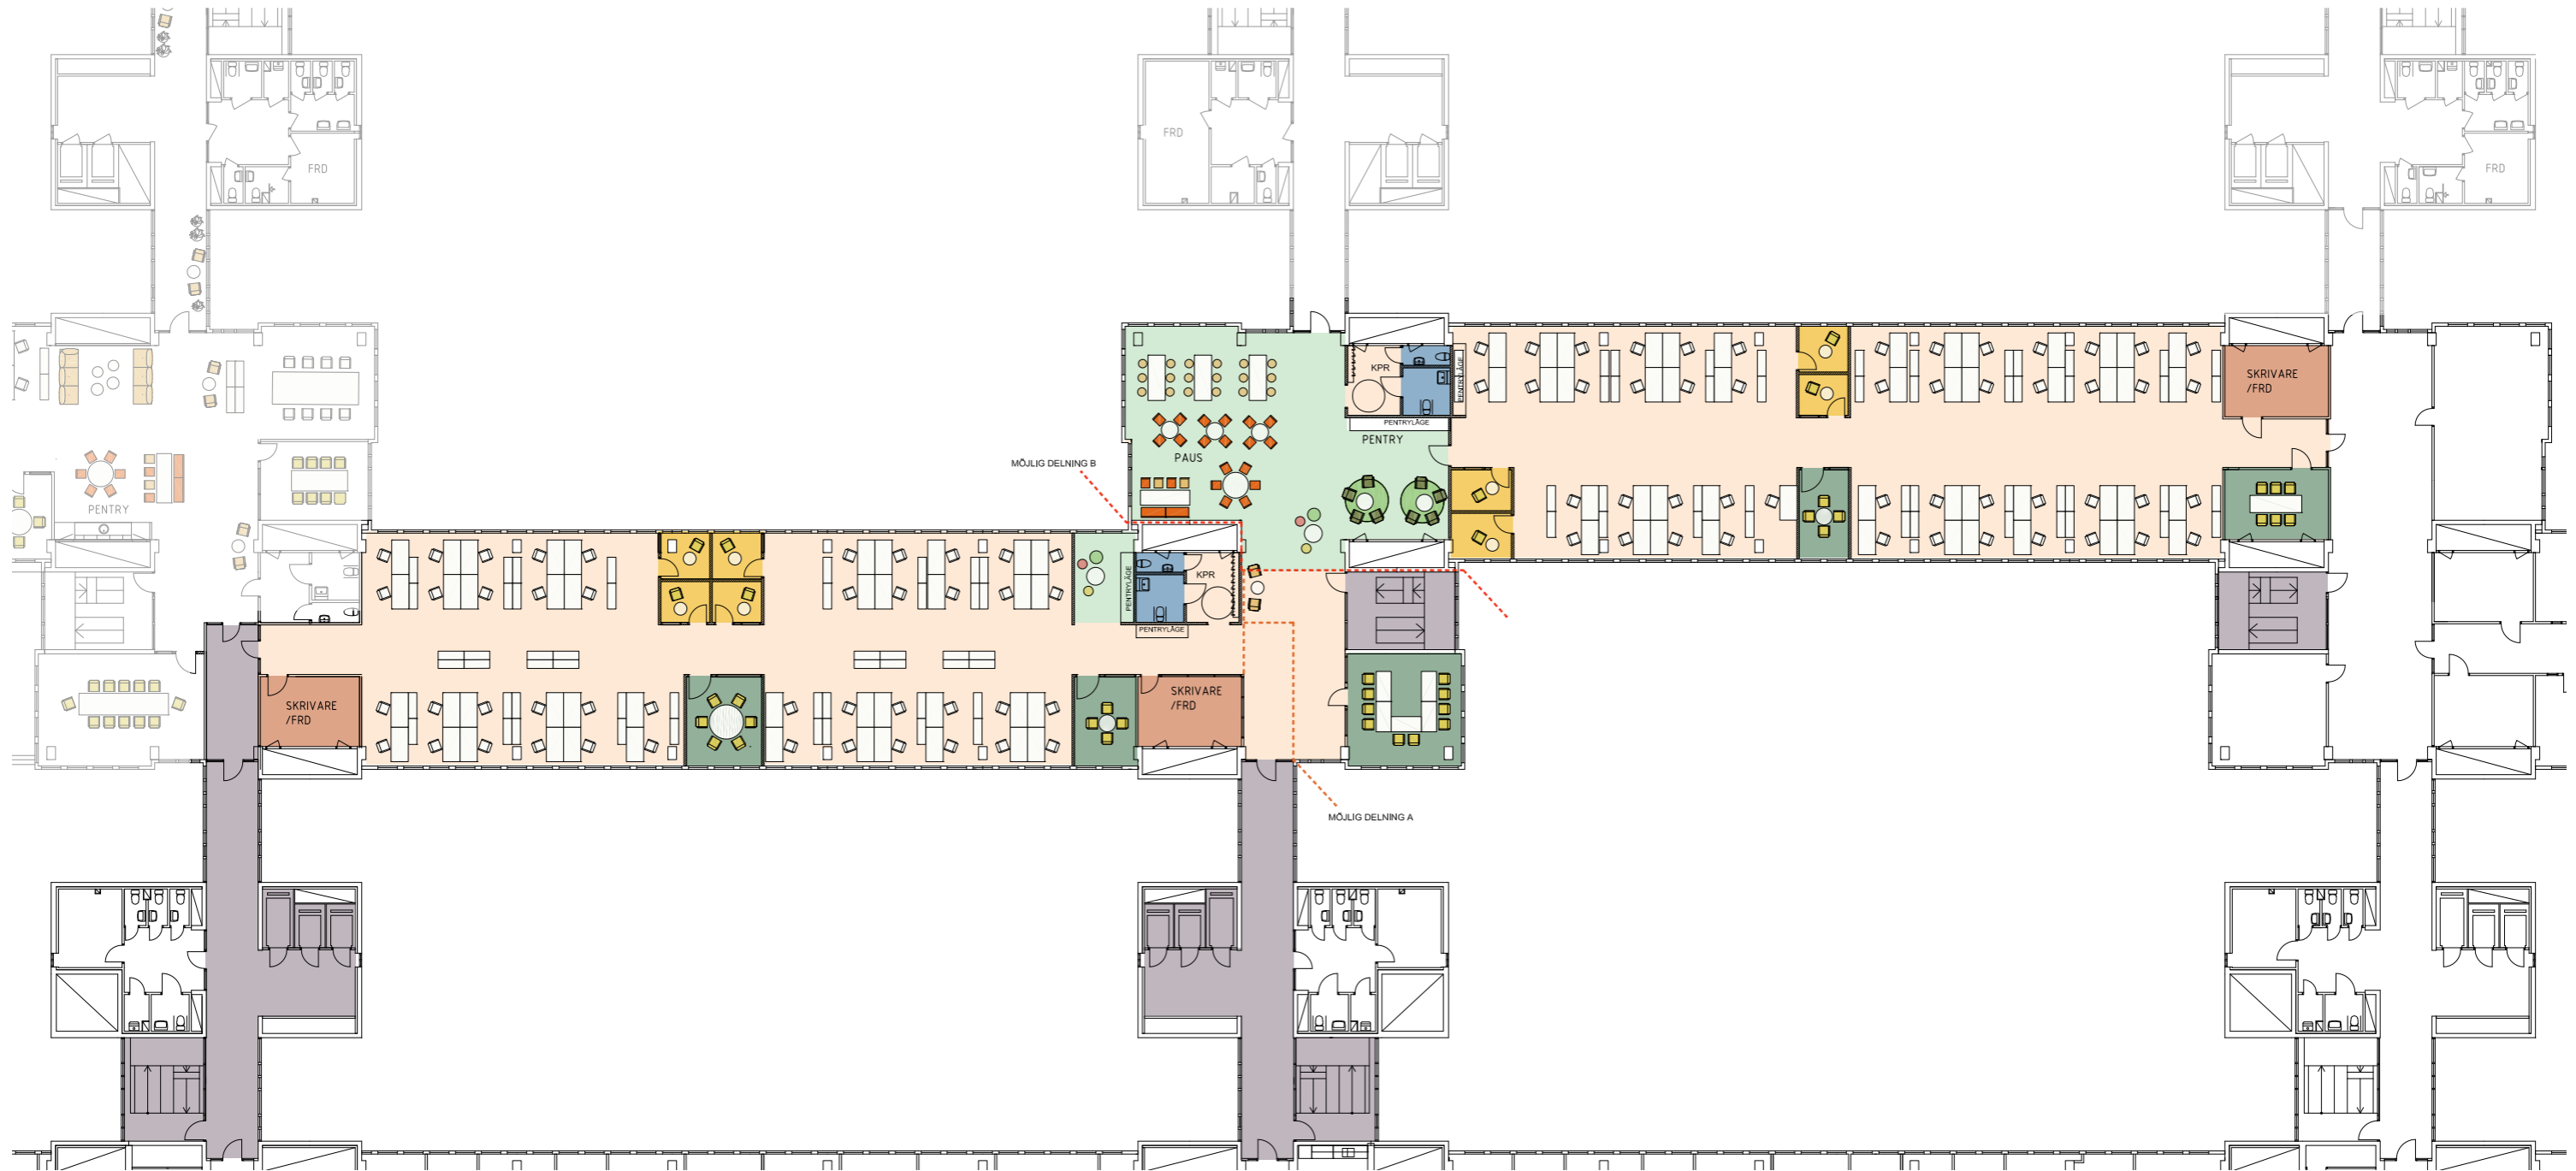 FRD
FRD
FRD
KPR
PENTRYLÄGE
SKRIVARE
/FRD
PENTRYLÄGE
PENTRY
PAUS
MÖJLIG DELNING B
PENTRY
PENTRYLÄGE
KPR
PENTRYLÄGE
SKRIVARE
/FRD
SKRIVARE
/FRD
MÖJLIG DELNING A